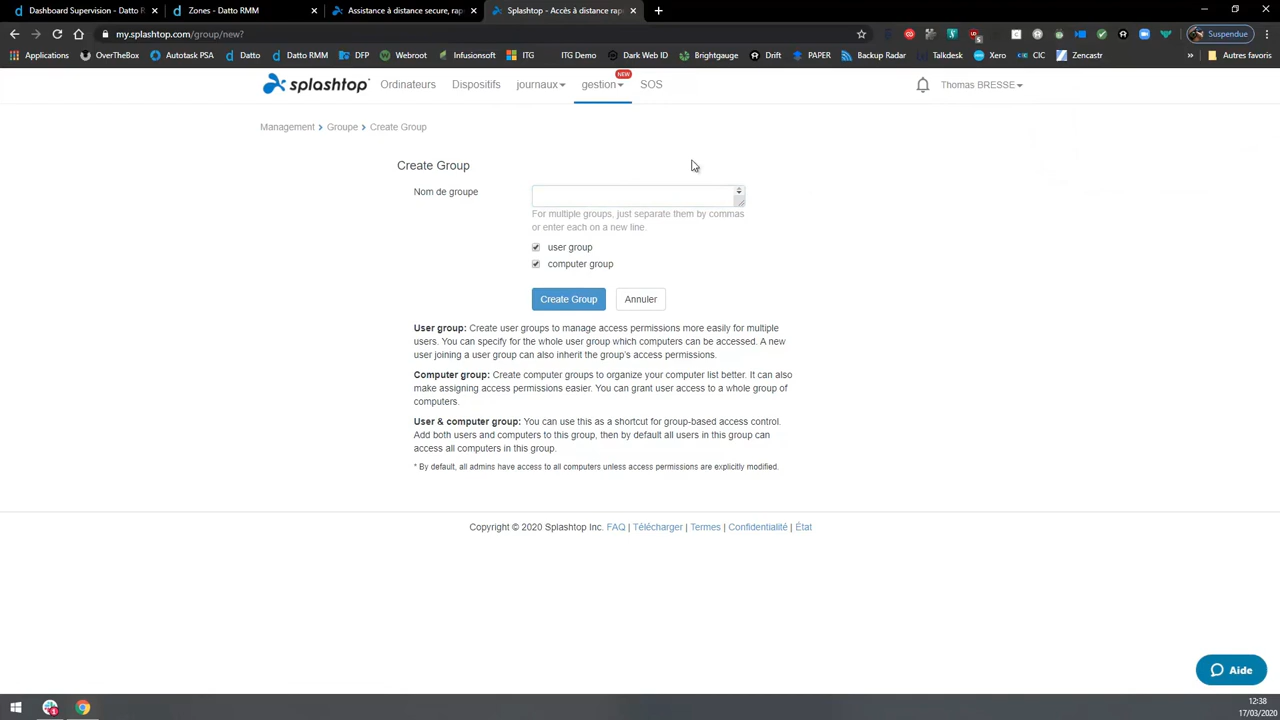 Dashboard Supervision - Datto R
Zones - Datto RMM
Assistance à distance secure, rap
Splashtop - Accès à distance rap
my.splashtop.com/group/new?
Suspendue
Applications
OverTheBox
Autotask PSA
Datto
Datto RMM
DFP
Webroot
Infusionsoft
ITG
ITG Demo
Dark Web ID
Brightgauge
Drift
PAPER
Backup Radar
Talkdesk
Xero
CIC
Zencastr
»
Autres favoris
splashtop
Ordinateurs
Dispositifs
journaux
gestion
NEW
SOS
Thomas BRESSE
Management > Groupe > Create Group
Create Group
Nom de groupe
For multiple groups, just separate them by commas
or enter each on a new line.
user group
computer group
Create Group
Annuler
User group: Create user groups to manage access permissions more easily for multiple
users. You can specify for the whole user group which computers can be accessed. A new
user joining a user group can also inherit the group's access permissions.
Computer group: Create computer groups to organize your computer list better. It can also
make assigning access permissions easier. You can grant user access to a whole group of
computers.
User & computer group: You can use this as a shortcut for group-based access control.
Add both users and computers to this group, then by default all users in this group can
access all computers in this group.
* By default, all admins have access to all computers unless access permissions are explicitly modified.
Copyright © 2020 Splashtop Inc. FAQ | Télécharger | Termes | Confidentialité | État
Aide
12:38
17/03/2020